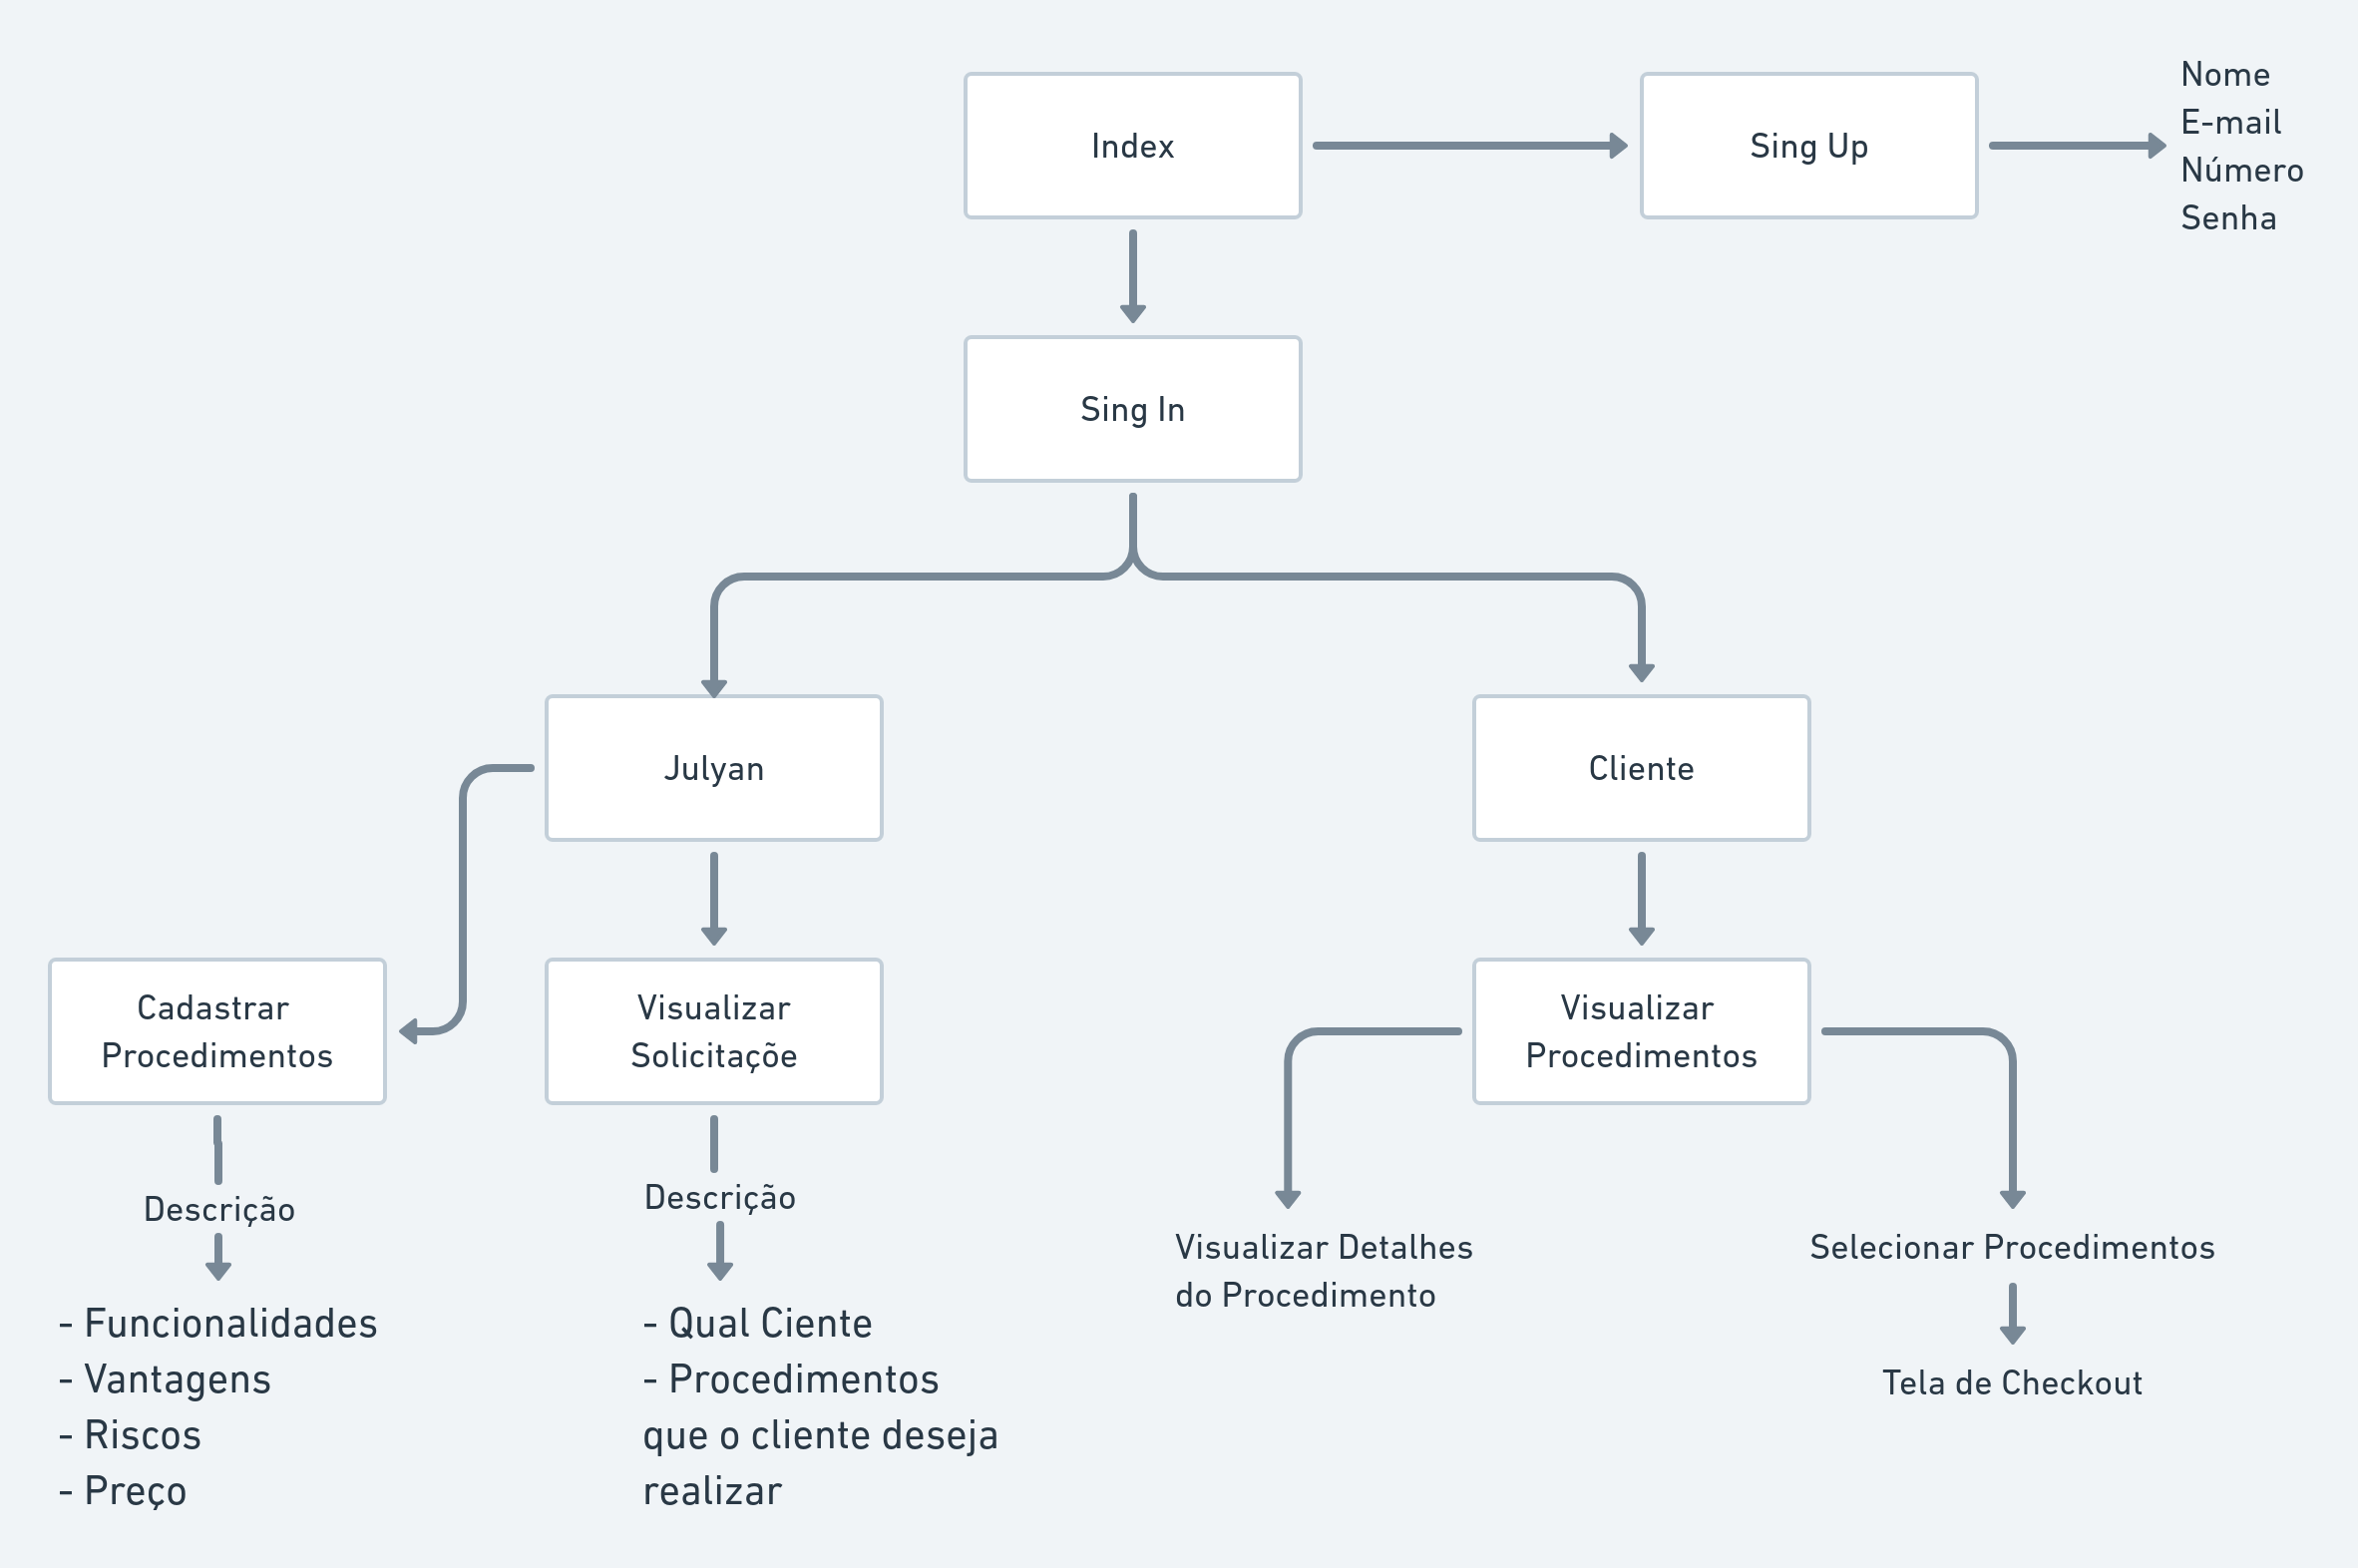 Index
Sing Up
Nome
E-mail
Número
Senha
Sing In
Julyan
Cliente
Cadastrar
Procedimentos
Visualizar
Solicitaçõe
Visualizar
Procedimentos
Descrição
Descrição
Visualizar Detalhes
do Procedimento
Selecionar Procedimentos
Tela de Checkout
- Funcionalidades
- Vantagens
- Riscos
- Preço
- Qual Ciente
- Procedimentos
que o cliente deseja
realizar